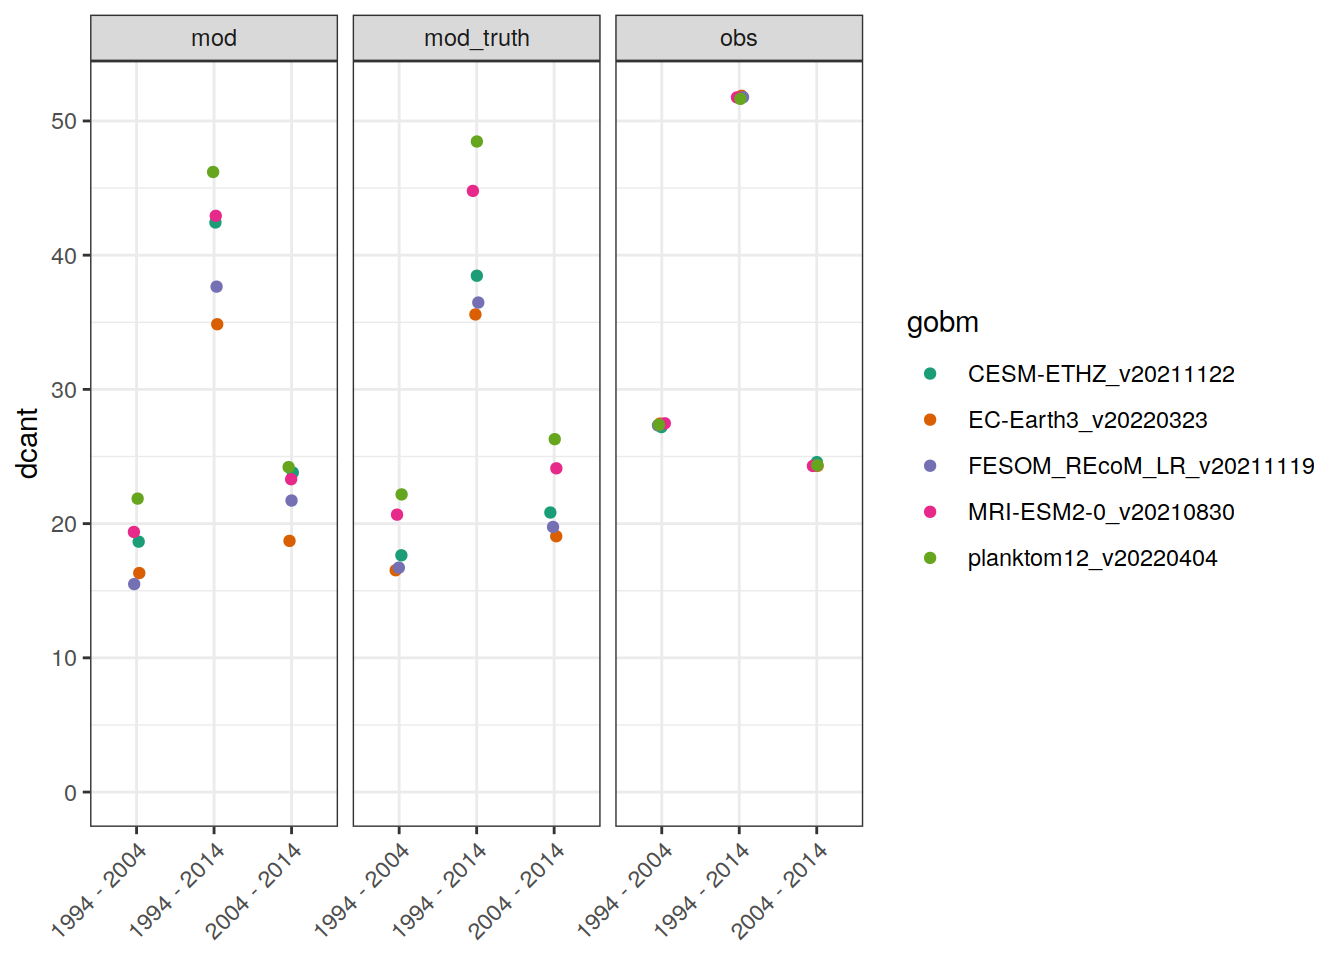 mod
mod_truth
obs
dcant
50
40
30
20
10
0
1994 - 2004
1994 - 2014
2004 - 2014
1994 - 2004
1994 - 2014
2004 - 2014
1994 - 2004
1994 - 2014
2004 - 2014
gobm
CESM-ETHZ_v20211122
EC-Earth3_v20220323
FESOM_REcoM_LR_v20211119
MRI-ESM2-0_v20210830
planktom12_v20220404